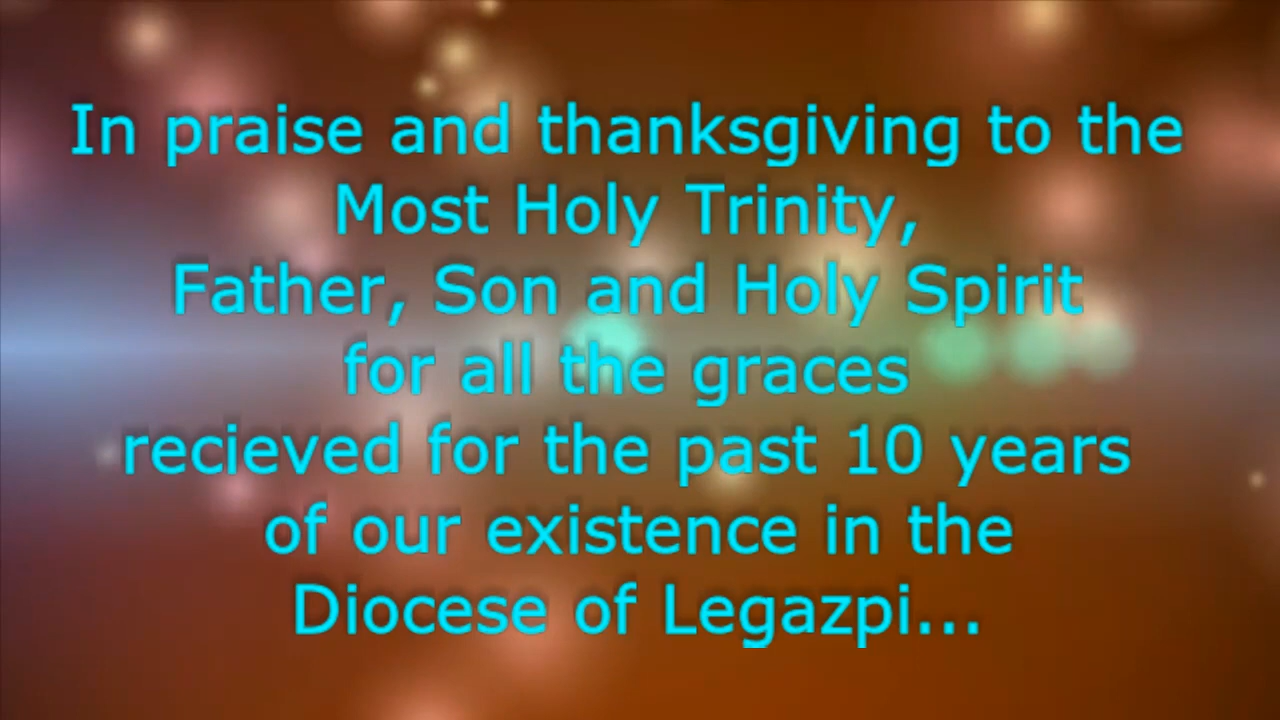 In praise and thanksgiving to the
Most Holy Trinity,
Father, Son and Holy Spirit
for all the graces
recieved for the past 10 years
of our existence in the
Diocese of Legazpi...